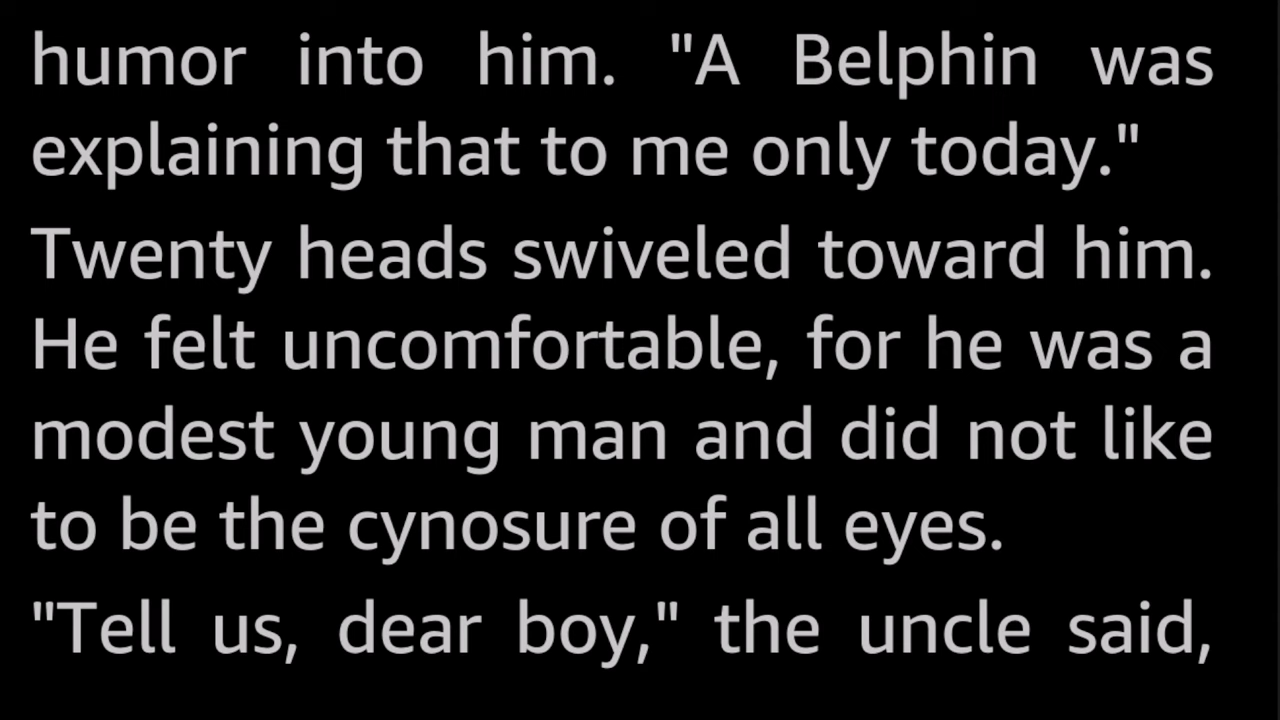 humor into him. "A Belphin was
explaining that to me only today."
Twenty heads swiveled toward him.
He felt uncomfortable, for he was a
modest young man and did not like
to be the cynosure of all eyes.
"Tell us, dear boy," the uncle said,